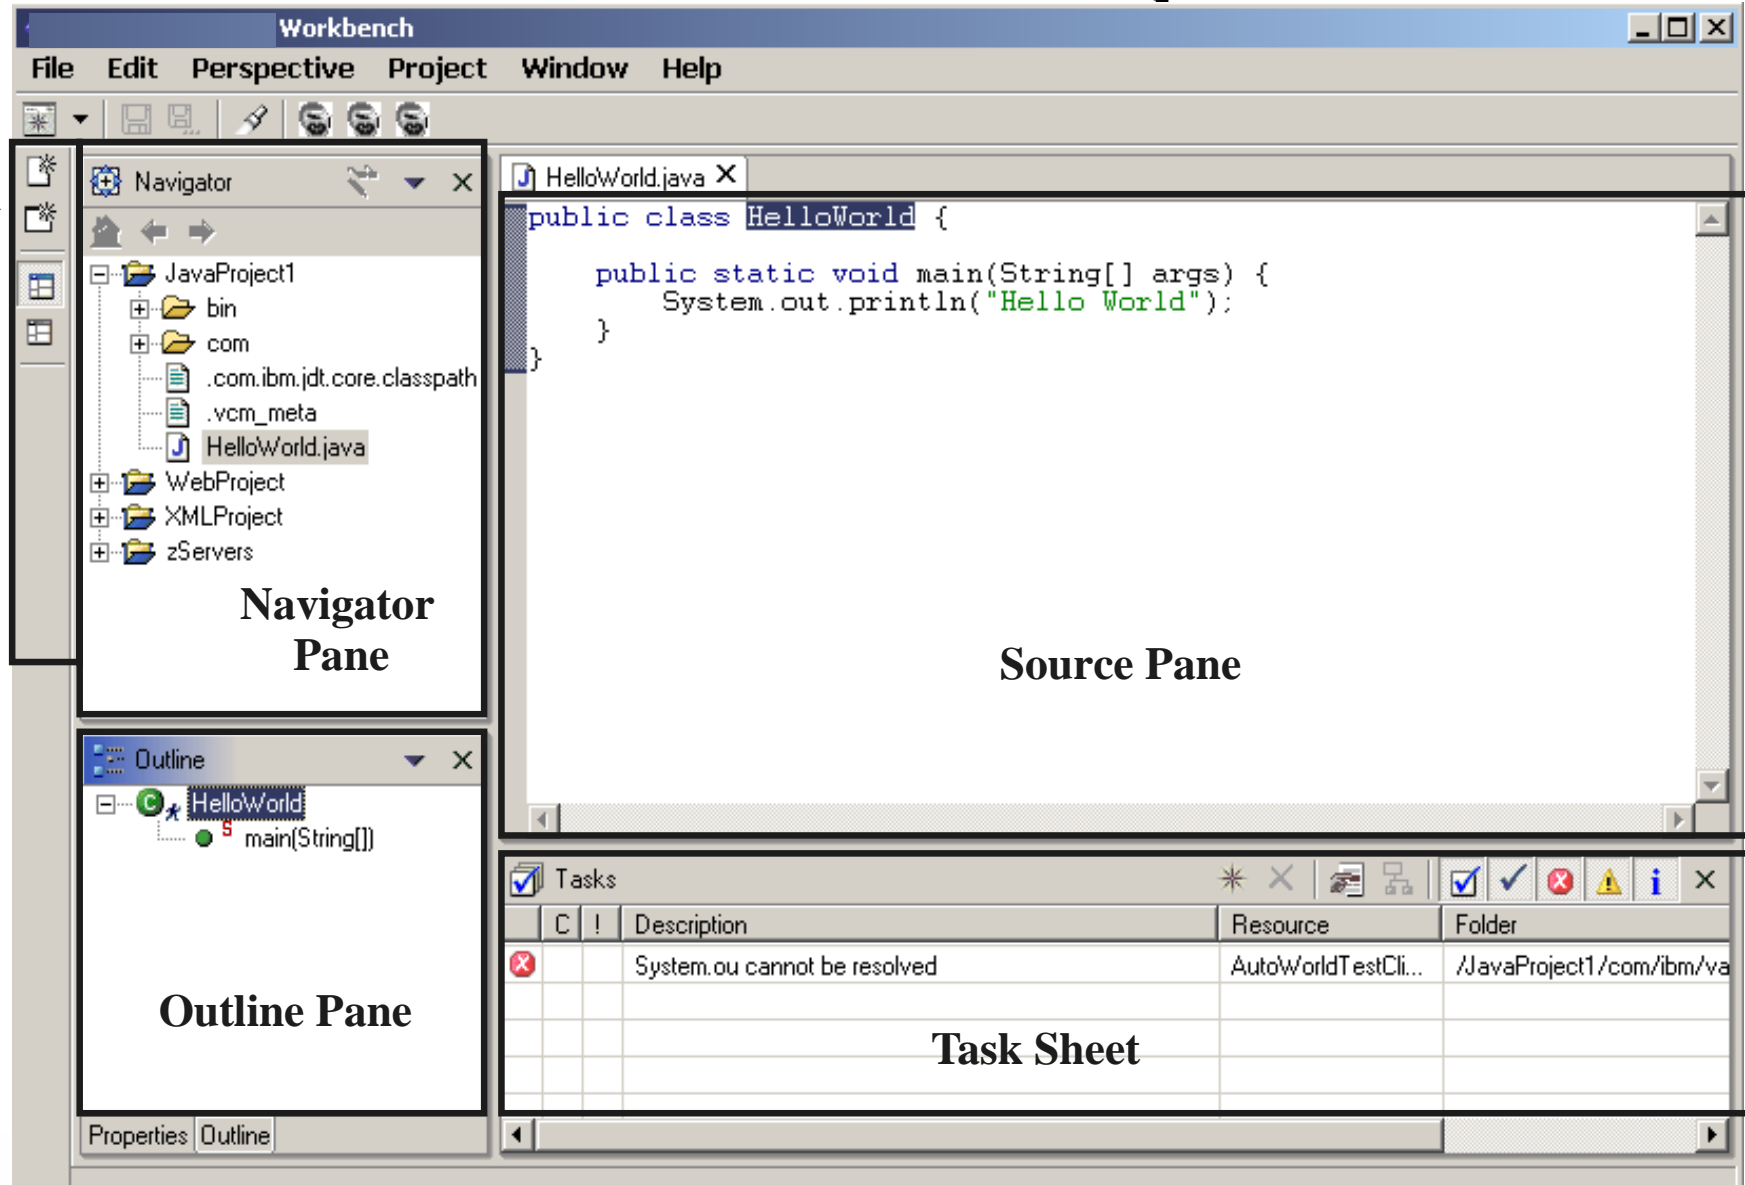 Workbench
File Edit Perspective Project Window Help
Navigator
JavaProject1
bin
com
.com.ibm.jdt.core.classpath
.vcm_meta
HelloWorld.java
WebProject
XMLProject
zServers
Navigator
Pane
HelloWorld.java
public class HelloWorld {
public static void main(String[] args) {
System.out.println("Hello World");
}
}
Source Pane
Outline
HelloWorld
main(String[])
Outline Pane
Properties Outline
Tasks
C ! Description Resource Folder
System.ou cannot be resolved AutoWorldTestCli... /JavaProject1/com/ibm/va
Task Sheet